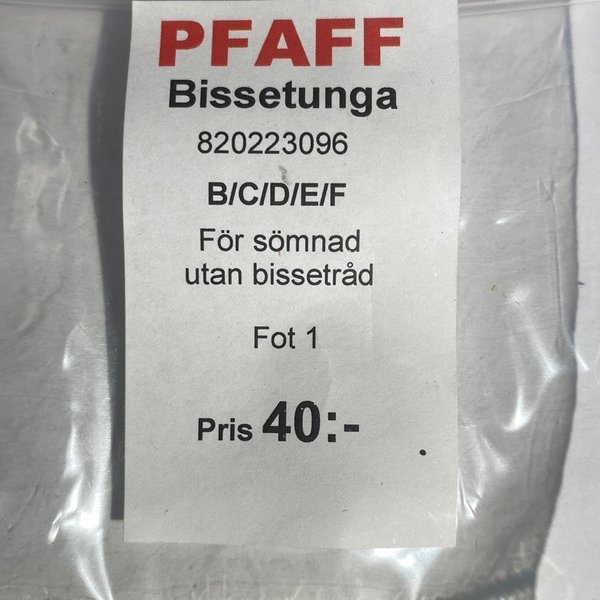 PFAFF
Bissetunga
820223096
B/C/D/E/F
För sömnad
utan bissetråd
Fot 1
Pris 40:-